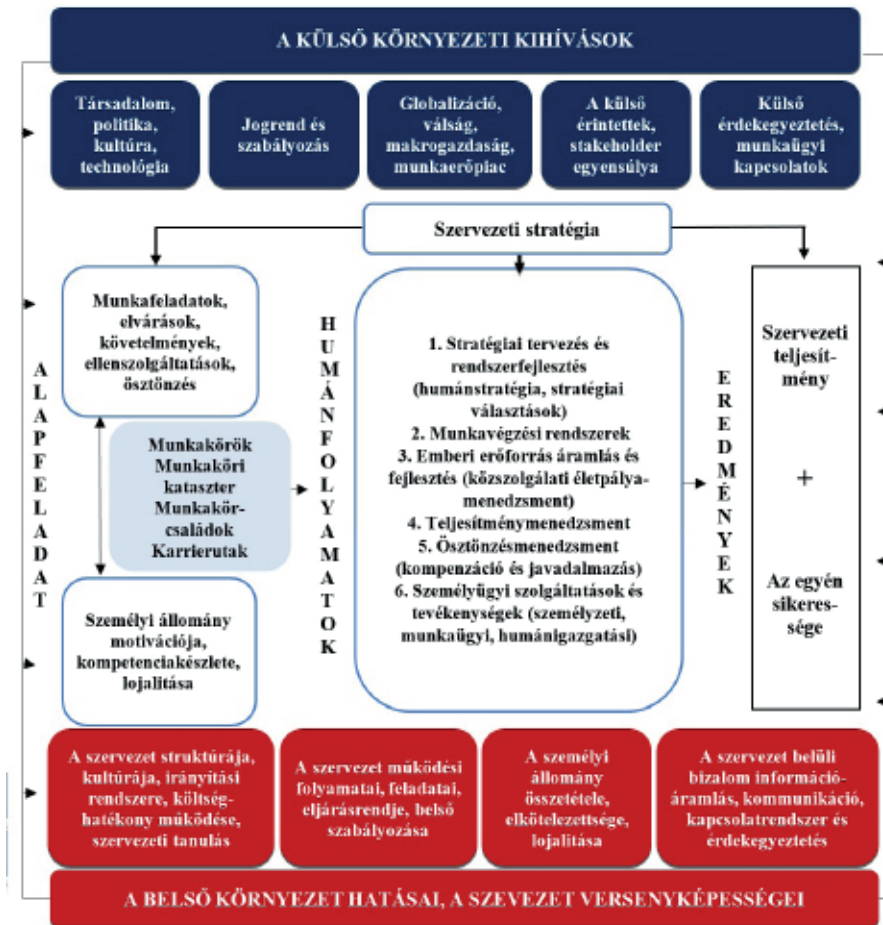 A KÜLSŐ KÖRNYEZETI KIHÍVÁSOK
Társadalom,
politika,
kultúra,
technológia
Jogrend és
szabályozás
Globalizáció,
válság,
makrogazdaság,
munkaerőpiac
A külső
érintettek,
stakeholder
egyensúlya
Külső
érdekegyeztetés,
munkaügyi
kapcsolatok
Szervezeti stratégia
ALAPFELADAT
Munkafeladatok,
elvárások,
követelmények,
ellenszolgáltatások,
ösztönzés
Munkakörök
Munkaköri
kataszter
Munkakör-
családok
Karrierutak
Személyi állomány
motivációja,
kompetenciakészlete,
lojalitása
HUMÁNFOLYAMATOK
1. Stratégiai tervezés és
rendszerfejlesztés
(humánstratégia, stratégiai
választások)
2. Munkavégzési rendszerek
3. Emberi erőforrás áramlás és
fejlesztés (közszolgálati életpálya-
menedzsment)
4. Teljesítménymenedzsment
5. Ösztönzésmenedzsment
(kompenzáció és javadalmazás)
6. Személyügyi szolgáltatások és
tevékenységek (személyzeti,
munkaügyi, humánigazgatási)
EREDMÉNYEK
Szervezeti
teljesít-
mény
+
Az egyén
sikeres-
sége
A szervezet struktúrája,
kultúrája, irányítási
rendszere, költség-
hatékony működése,
szervezeti tanulás
A szervezet működési
folyamatai, feladatai,
eljárásrendje, belső
szabályozása
A személyi
állomány
összetétele,
elkötelezettsége,
lojalitása
A szervezet belüli
bizalom információ-
áramlás, kommunikáció,
kapcsolatrendszer és
érdekegyeztetés
A BELSŐ KÖRNYEZET HATÁSAI, A SZEVEZET VERSENYKÉPESSÉGEI